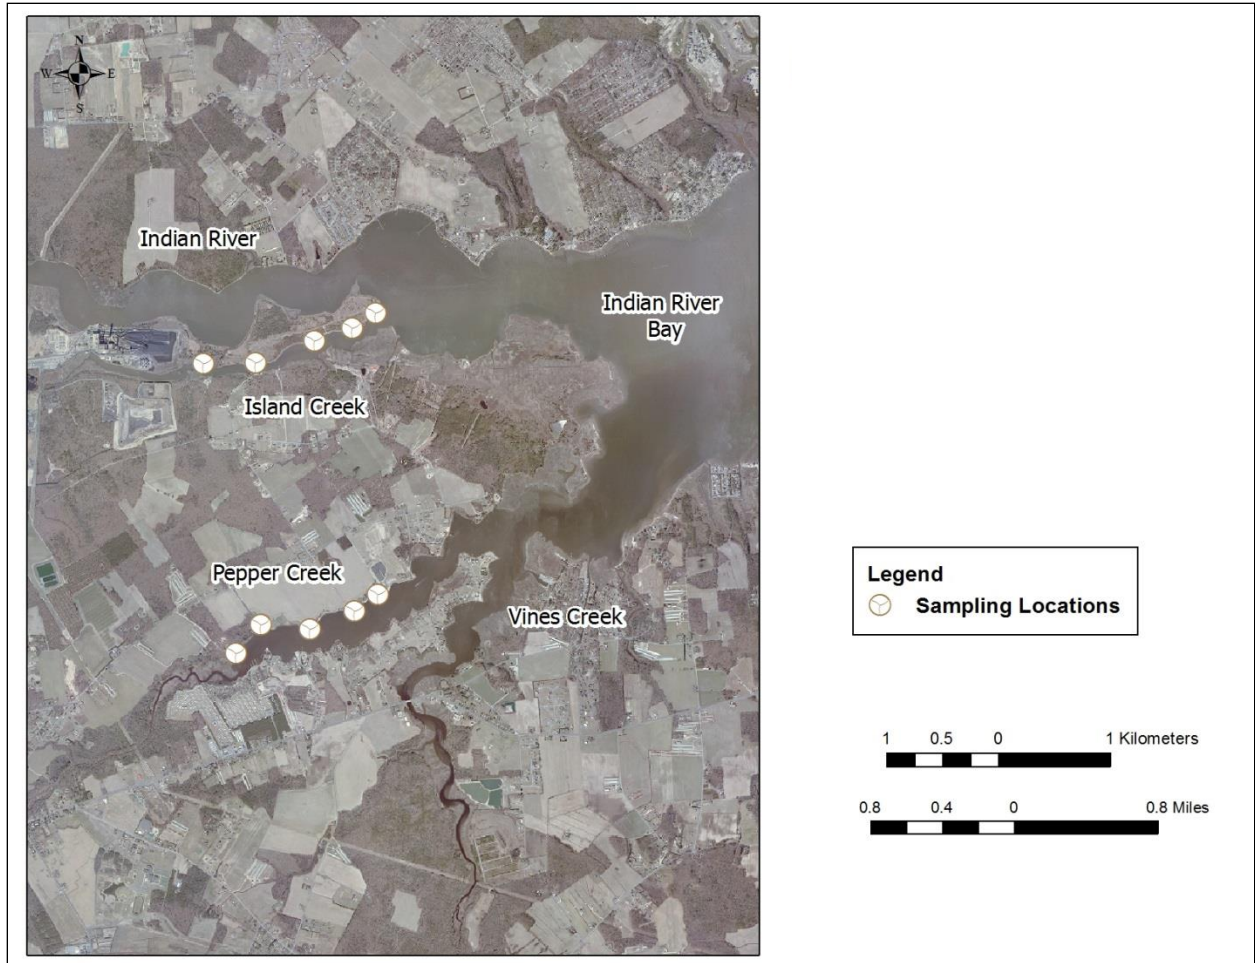 N
W E
S
Indian River
Indian River
Bay
Island Creek
Pepper Creek
Vines Creek
Legend
Sampling Locations
1 0.5 0 1 Kilometers
0.8 0.4 0 0.8 Miles